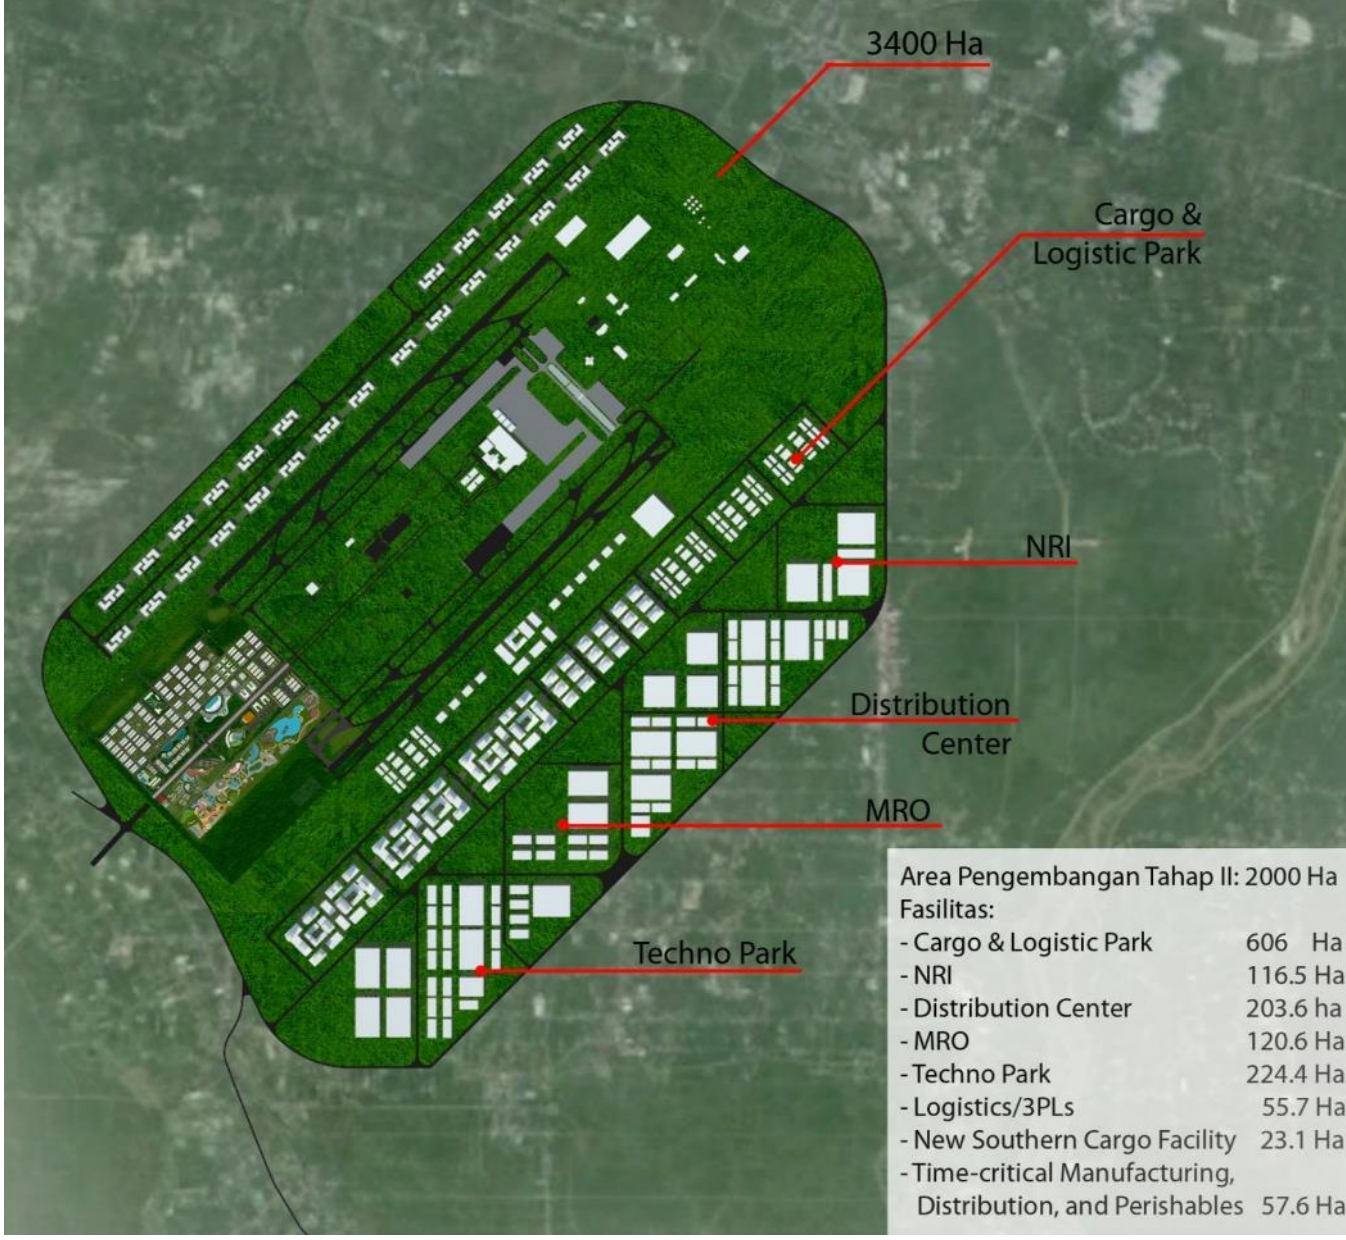 3400 Ha
Cargo &
Logistic Park
NRI
Distribution
Center
MRO
Techno Park
Area Pengembangan Tahap II: 2000 Ha
Fasilitas:
- Cargo & Logistic Park 606 Ha
- NRI 116.5 Ha
- Distribution Center 203.6 ha
- MRO 120.6 Ha
- Techno Park 224.4 Ha
- Logistics/3PLs 55.7 Ha
- New Southern Cargo Facility 23.1 Ha
- Time-critical Manufacturing,
Distribution, and Perishables 57.6 Ha